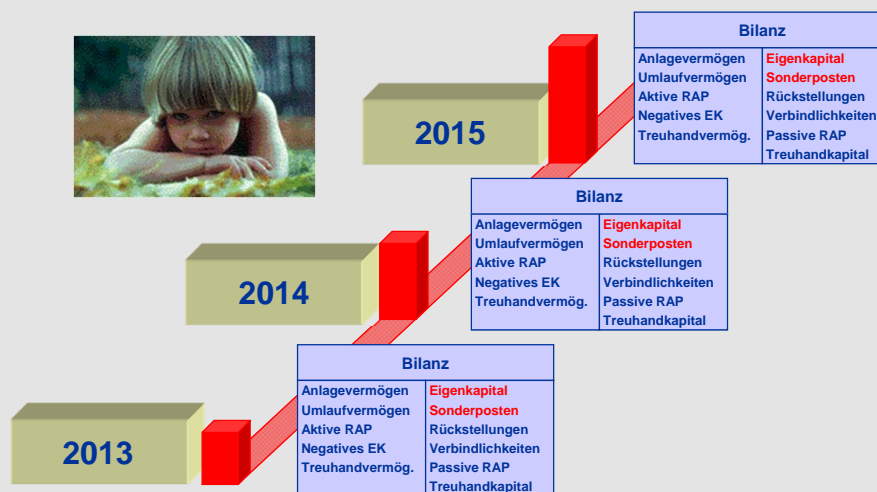 Bilanz
Anlagevermögen Eigenkapital
Umlaufvermögen Sonderposten
Aktive RAP Rückstellungen
Negatives EK Verbindlichkeiten
Treuhandvermög. Passive RAP
Treuhandkapital
2015
Bilanz
Anlagevermögen Eigenkapital
Umlaufvermögen Sonderposten
Aktive RAP Rückstellungen
Negatives EK Verbindlichkeiten
Treuhandvermög. Passive RAP
Treuhandkapital
2014
Bilanz
Anlagevermögen Eigenkapital
Umlaufvermögen Sonderposten
Aktive RAP Rückstellungen
Negatives EK Verbindlichkeiten
Treuhandvermög. Passive RAP
Treuhandkapital
2013